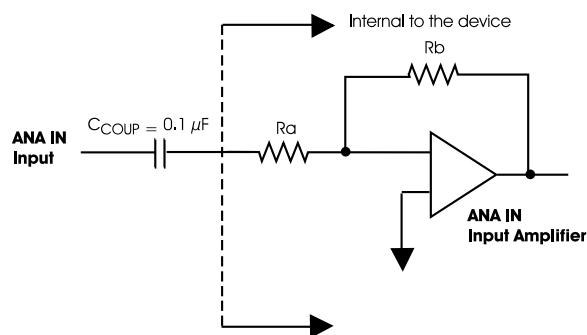 Internal to the device
Rb
CCOUP = 0.1 µF
ANA IN
Input
Ra
ANA IN
Input Amplifier